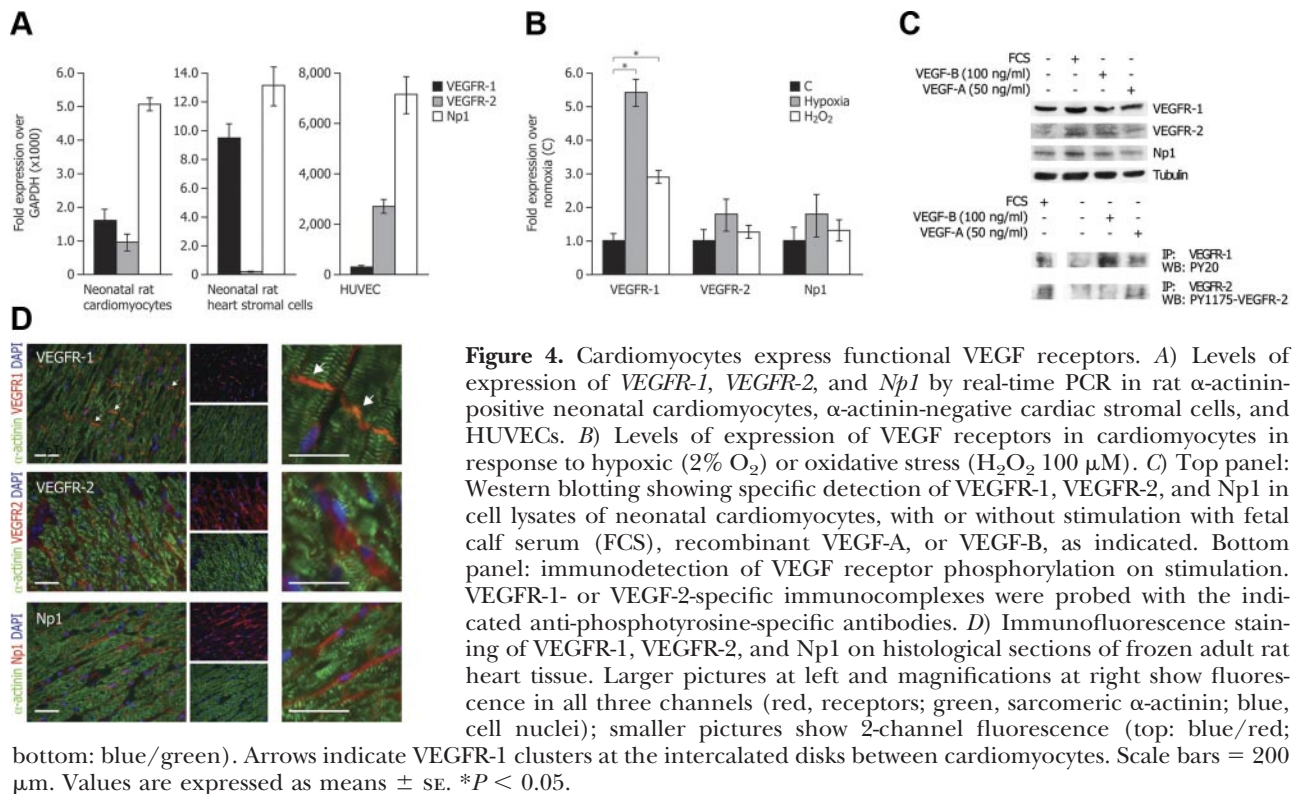 A
B
C
Fold expression over
GAPDH (x1000)
6.0
5.0
4.0
3.0
2.0
1.0
0
Neonatal rat
cardiomyocytes
14.0
12.0
10.0
8.0
6.0
4.0
2.0
0
Neonatal rat
heart stromal cells
8,000
6,000
4,000
2,000
0
HUVEC
VEGFR-1
VEGFR-2
Np1
Fold expression over
nomoxia (C)
6.0
5.0
4.0
3.0
2.0
1.0
0
*
*
C
Hypoxia
H₂O₂
VEGFR-1
VEGFR-2
Np1
FCS - + - -
VEGF-B (100 ng/ml) - - + -
VEGF-A (50 ng/ml) - - - +
VEGFR-1
VEGFR-2
Np1
Tubulin
FCS + - - -
VEGF-B (100 ng/ml) - - + -
VEGF-A (50 ng/ml) - - - +
IP: VEGFR-1
WB: PY20
IP: VEGFR-2
WB: PY1175-VEGFR-2
D
α-actinin VEGFR1 DAPI
VEGFR-1
α-actinin VEGFR2 DAPI
VEGFR-2
α-actinin Np1 DAPI
Np1
Figure 4. Cardiomyocytes express functional VEGF receptors. A) Levels of
expression of VEGFR-1, VEGFR-2, and Np1 by real-time PCR in rat α-actinin-
positive neonatal cardiomyocytes, α-actinin-negative cardiac stromal cells, and
HUVECs. B) Levels of expression of VEGF receptors in cardiomyocytes in
response to hypoxic (2% O₂) or oxidative stress (H₂O₂ 100 μM). C) Top panel:
Western blotting showing specific detection of VEGFR-1, VEGFR-2, and Np1 in
cell lysates of neonatal cardiomyocytes, with or without stimulation with fetal
calf serum (FCS), recombinant VEGF-A, or VEGF-B, as indicated. Bottom
panel: immunodetection of VEGF receptor phosphorylation on stimulation.
VEGFR-1- or VEGF-2-specific immunocomplexes were probed with the indi-
cated anti-phosphotyrosine-specific antibodies. D) Immunofluorescence stain-
ing of VEGFR-1, VEGFR-2, and Np1 on histological sections of frozen adult rat
heart tissue. Larger pictures at left and magnifications at right show fluores-
cence in all three channels (red, receptors; green, sarcomeric α-actinin; blue,
cell nuclei); smaller pictures show 2-channel fluorescence (top: blue/red;
bottom: blue/green). Arrows indicate VEGFR-1 clusters at the intercalated disks between cardiomyocytes. Scale bars = 200
μm. Values are expressed as means ± SE. *P < 0.05.